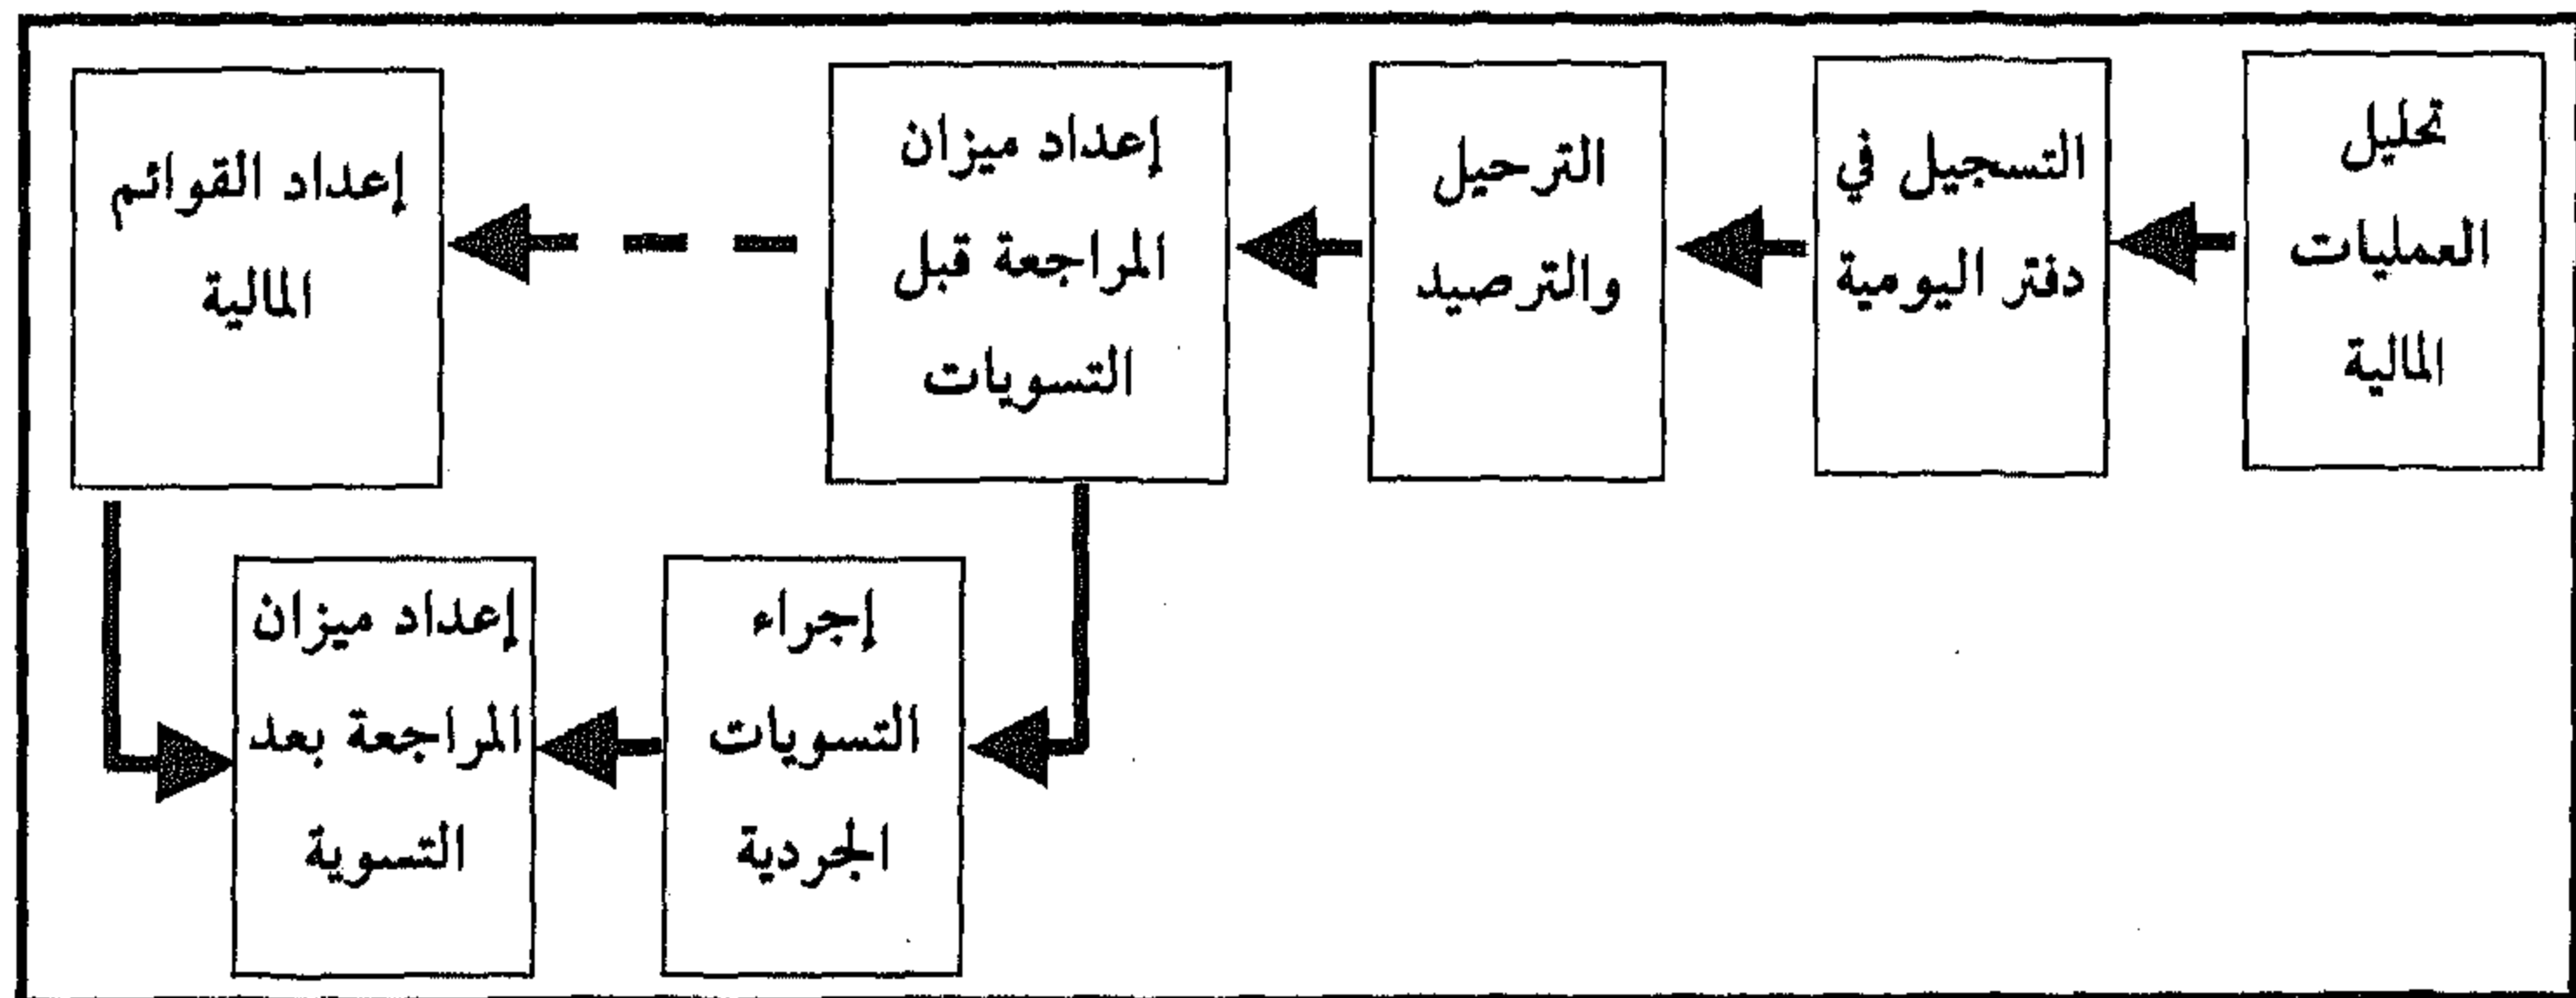 تحليل
العمليات
المالية
التسجيل في
دفتر اليومية
الترحيل
والترصيد
إعداد ميزان
المراجعة قبل
التسويات
إعداد القوائم
المالية
إجراء
التسويات
الجردية
إعداد ميزان
المراجعة بعد
التسوية